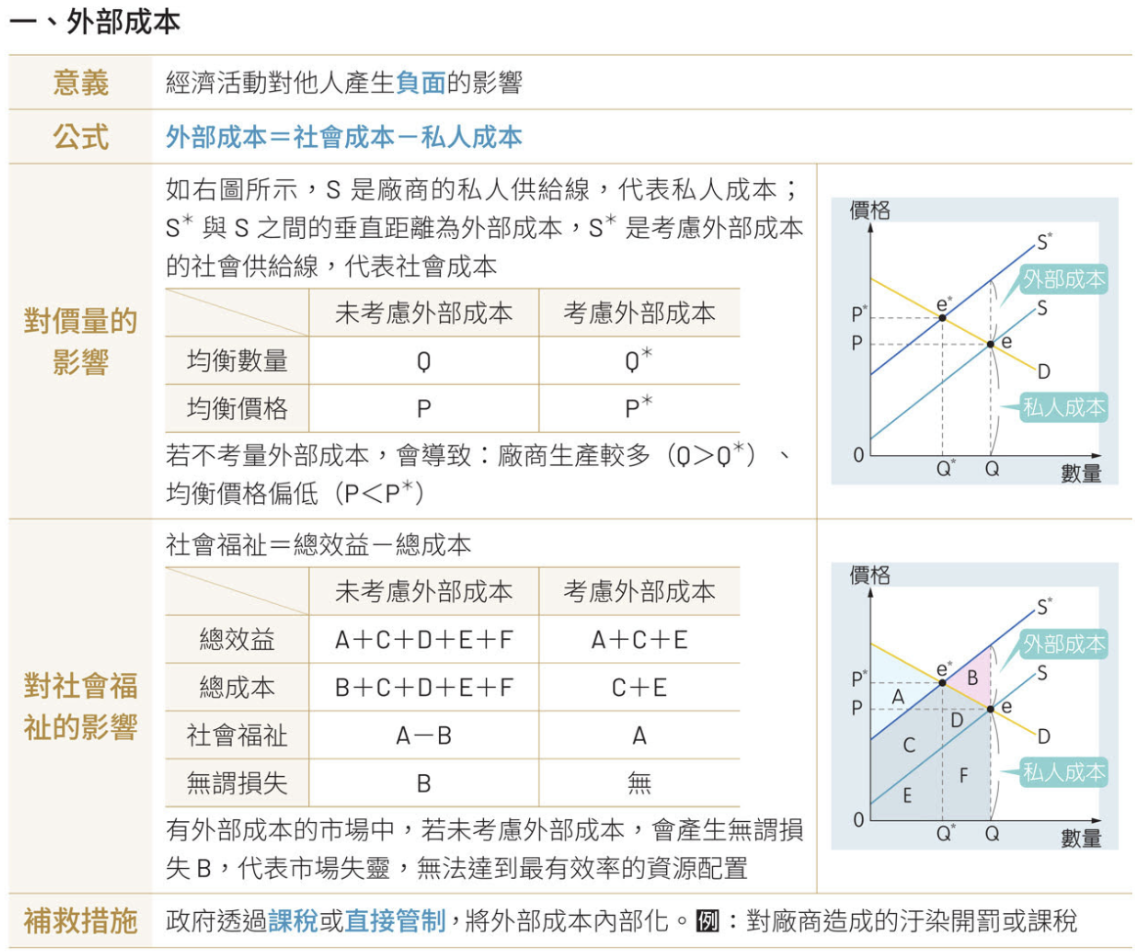 一、外部成本
意義
經濟活動對他人產生負面的影響
公式
外部成本＝社會成本－私人成本
對價量的
影響
如右圖所示，S 是廠商的私人供給線，代表私人成本；
S* 與 S 之間的垂直距離為外部成本，S* 是考慮外部成本
的社會供給線，代表社會成本
未考慮外部成本 考慮外部成本
均衡數量 Q Q*
均衡價格 P P*
若不考量外部成本，會導致：廠商生產較多（Q＞Q*）、
均衡價格偏低（P＜P*）
價格
S*
外部成本
e*
S
P*
P
e
D
私人成本
0
Q* Q
數量
對社會福
祉的影響
社會福祉＝總效益－總成本
未考慮外部成本 考慮外部成本
總效益 A＋C＋D＋E＋F A＋C＋E
總成本 B＋C＋D＋E＋F C＋E
社會福祉 A－B A
無謂損失 B 無
有外部成本的市場中，若未考慮外部成本，會產生無謂損
失 B，代表市場失靈，無法達到最有效率的資源配置
價格
S*
外部成本
e*
B
S
P*
A
P
D
e
D
C
私人成本
F
E
0
Q* Q
數量
補救措施
政府透過課稅或直接管制，將外部成本內部化。例：對廠商造成的汙染開罰或課稅